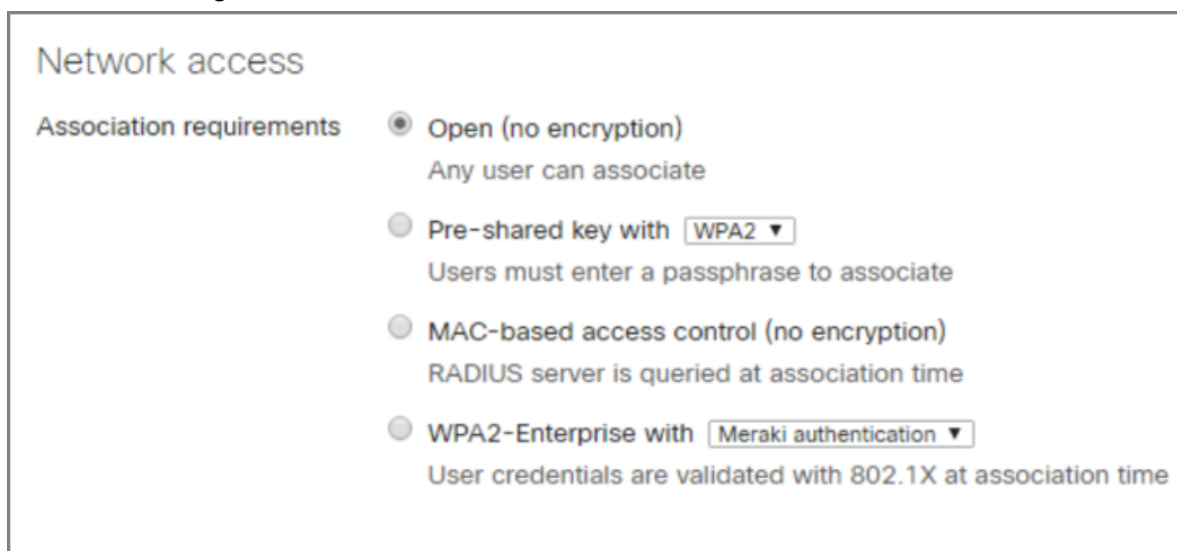 Network access
Association requirements
Open (no encryption)
Any user can associate
Pre-shared key with WPA2 ▼
Users must enter a passphrase to associate
MAC-based access control (no encryption)
RADIUS server is queried at association time
WPA2-Enterprise with Meraki authentication ▼
User credentials are validated with 802.1X at association time